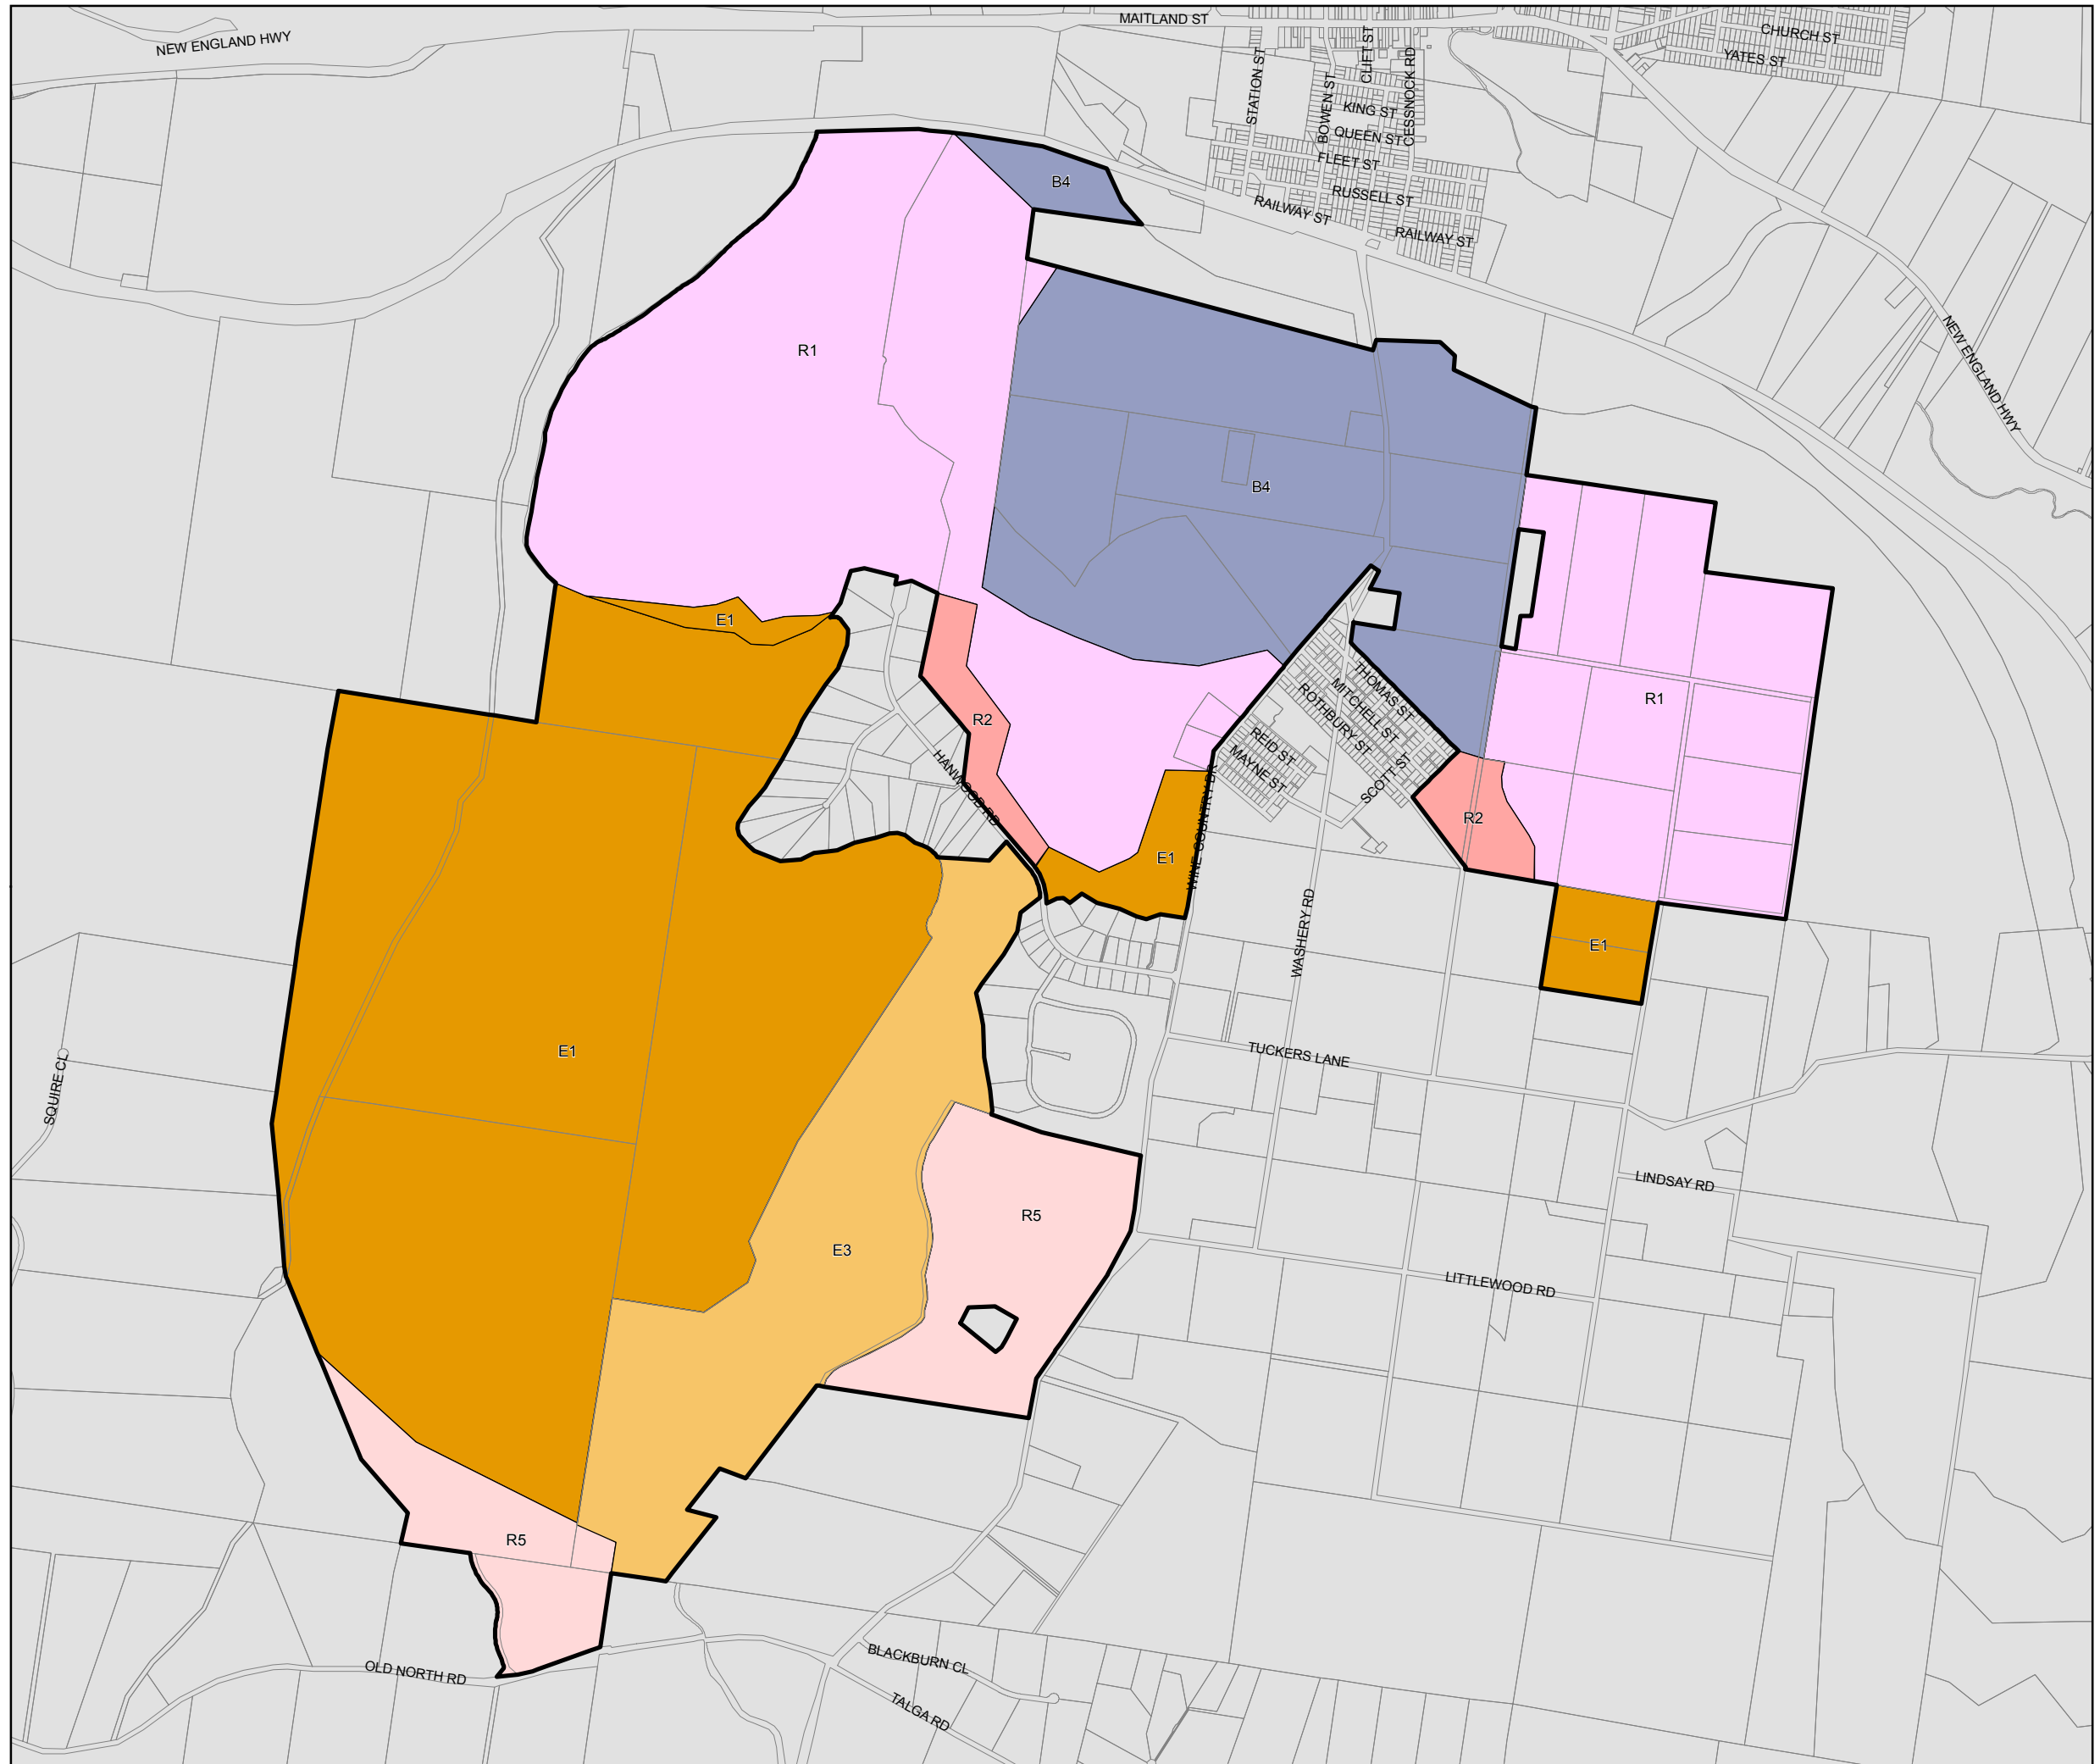 MAITLAND ST
NEW ENGLAND HWY
CHURCH ST
YATES ST
STATION ST
BOWEN ST
CLIFT ST
CESSNOCK RD
KING ST
QUEEN ST
FLEET ST
RUSSELL ST
RAILWAY ST
RAILWAY ST
B4
R1
NEW ENGLAND HWY
B4
E1
R2
HANWOOD RD
THOMAS ST
MITCHELL ST
ROTHBURY ST
REID ST
MAYNE ST
SCOTT ST
R1
R2
WINE COUNTRY DR
E1
WASHERY RD
E1
E1
TUCKERS LANE
SQUIRE CL
LINDSAY RD
R5
E3
LITTLEWOOD RD
R5
OLD NORTH RD
BLACKBURN CL
TALGA RD